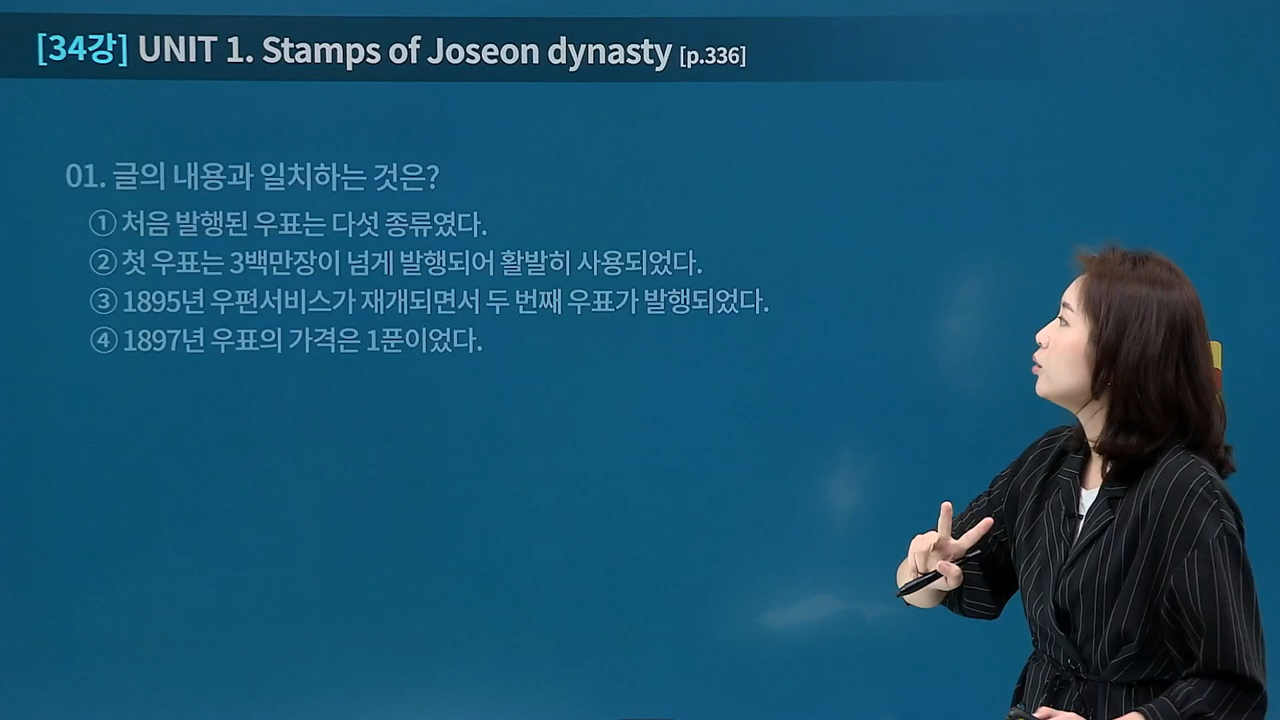 [34강] UNIT 1. Stamps of Joseon dynasty [p.336]
01. 글의 내용과 일치하는 것은?
① 처음 발행된 우표는 다섯 종류였다.
② 첫 우표는 3백만장이 넘게 발행되어 활발히 사용되었다.
③ 1895년 우편서비스가 재개되면서 두 번째 우표가 발행되었다.
④ 1897년 우표의 가격은 1푼이었다.